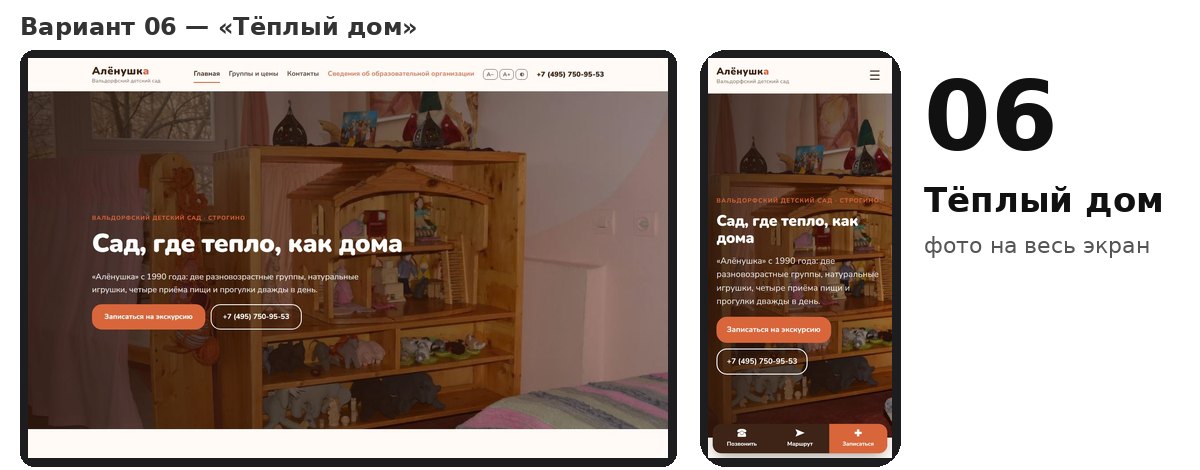 Вариант 06 — «Тёплый дом»
Алёнушка
Вальдорфский детский сад
Главная Группы и цены Контакты Сведения об образовательной организации A− A+ +7 (495) 750-95-53
ВАЛЬДОРФСКИЙ ДЕТСКИЙ САД · СТРОГИНО
Сад, где тепло, как дома
«Алёнушка» с 1990 года: две разновозрастные группы, натуральные
игрушки, четыре приёма пищи и прогулки дважды в день.
Записаться на экскурсию +7 (495) 750-95-53
Алёнушка
Вальдорфский детский сад
ВАЛЬДОРФСКИЙ ДЕТСКИЙ САД · СТРОГИНО
Сад, где тепло, как
дома
«Алёнушка» с 1990 года: две
разновозрастные группы, натуральные
игрушки, четыре приёма пищи и
прогулки дважды в день.
Записаться на экскурсию
+7 (495) 750-95-53
Позвонить Маршрут Записаться
06
Тёплый дом
фото на весь экран